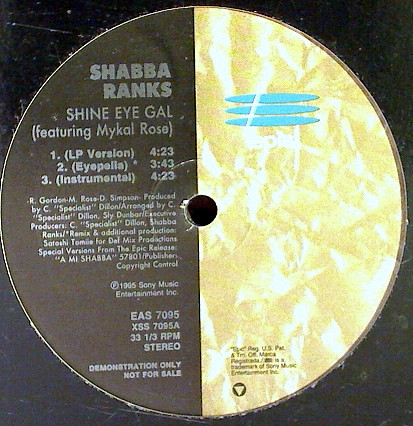 SHABBA
RANKS
SHINE EYE GAL
(featuring Mykal Rose)
1. (LP Version) 4:23
2. (Eyepella) * 3:43
3. (Instrumental) 4:23
R. Gordon-M. Rose-D. Simpson- Produced
by C. "Specialist" Dillon/Arranged by C.
"Specialist" Dillon, Sly Dunbar/Executive
Producers: C. "Specialist" Dillon, Shabba
Ranks/*Remix & additional production:
Satoshi Tomiie for Def Mix Productions
Special Versions From The Epic Release:
"A MI SHABBA" 57801/Publisher:
Copyright Control
℗1995 Sony Music
Entertainment Inc.
EAS 7095
XSS 7095A
33 1/3 RPM
STEREO
DEMONSTRATION ONLY
NOT FOR SALE
epic
"Epic" Reg. U.S. Pat.
& Tm. Off. Marca
Registrada./ is a
trademark of Sony Music
Entertainment Inc.